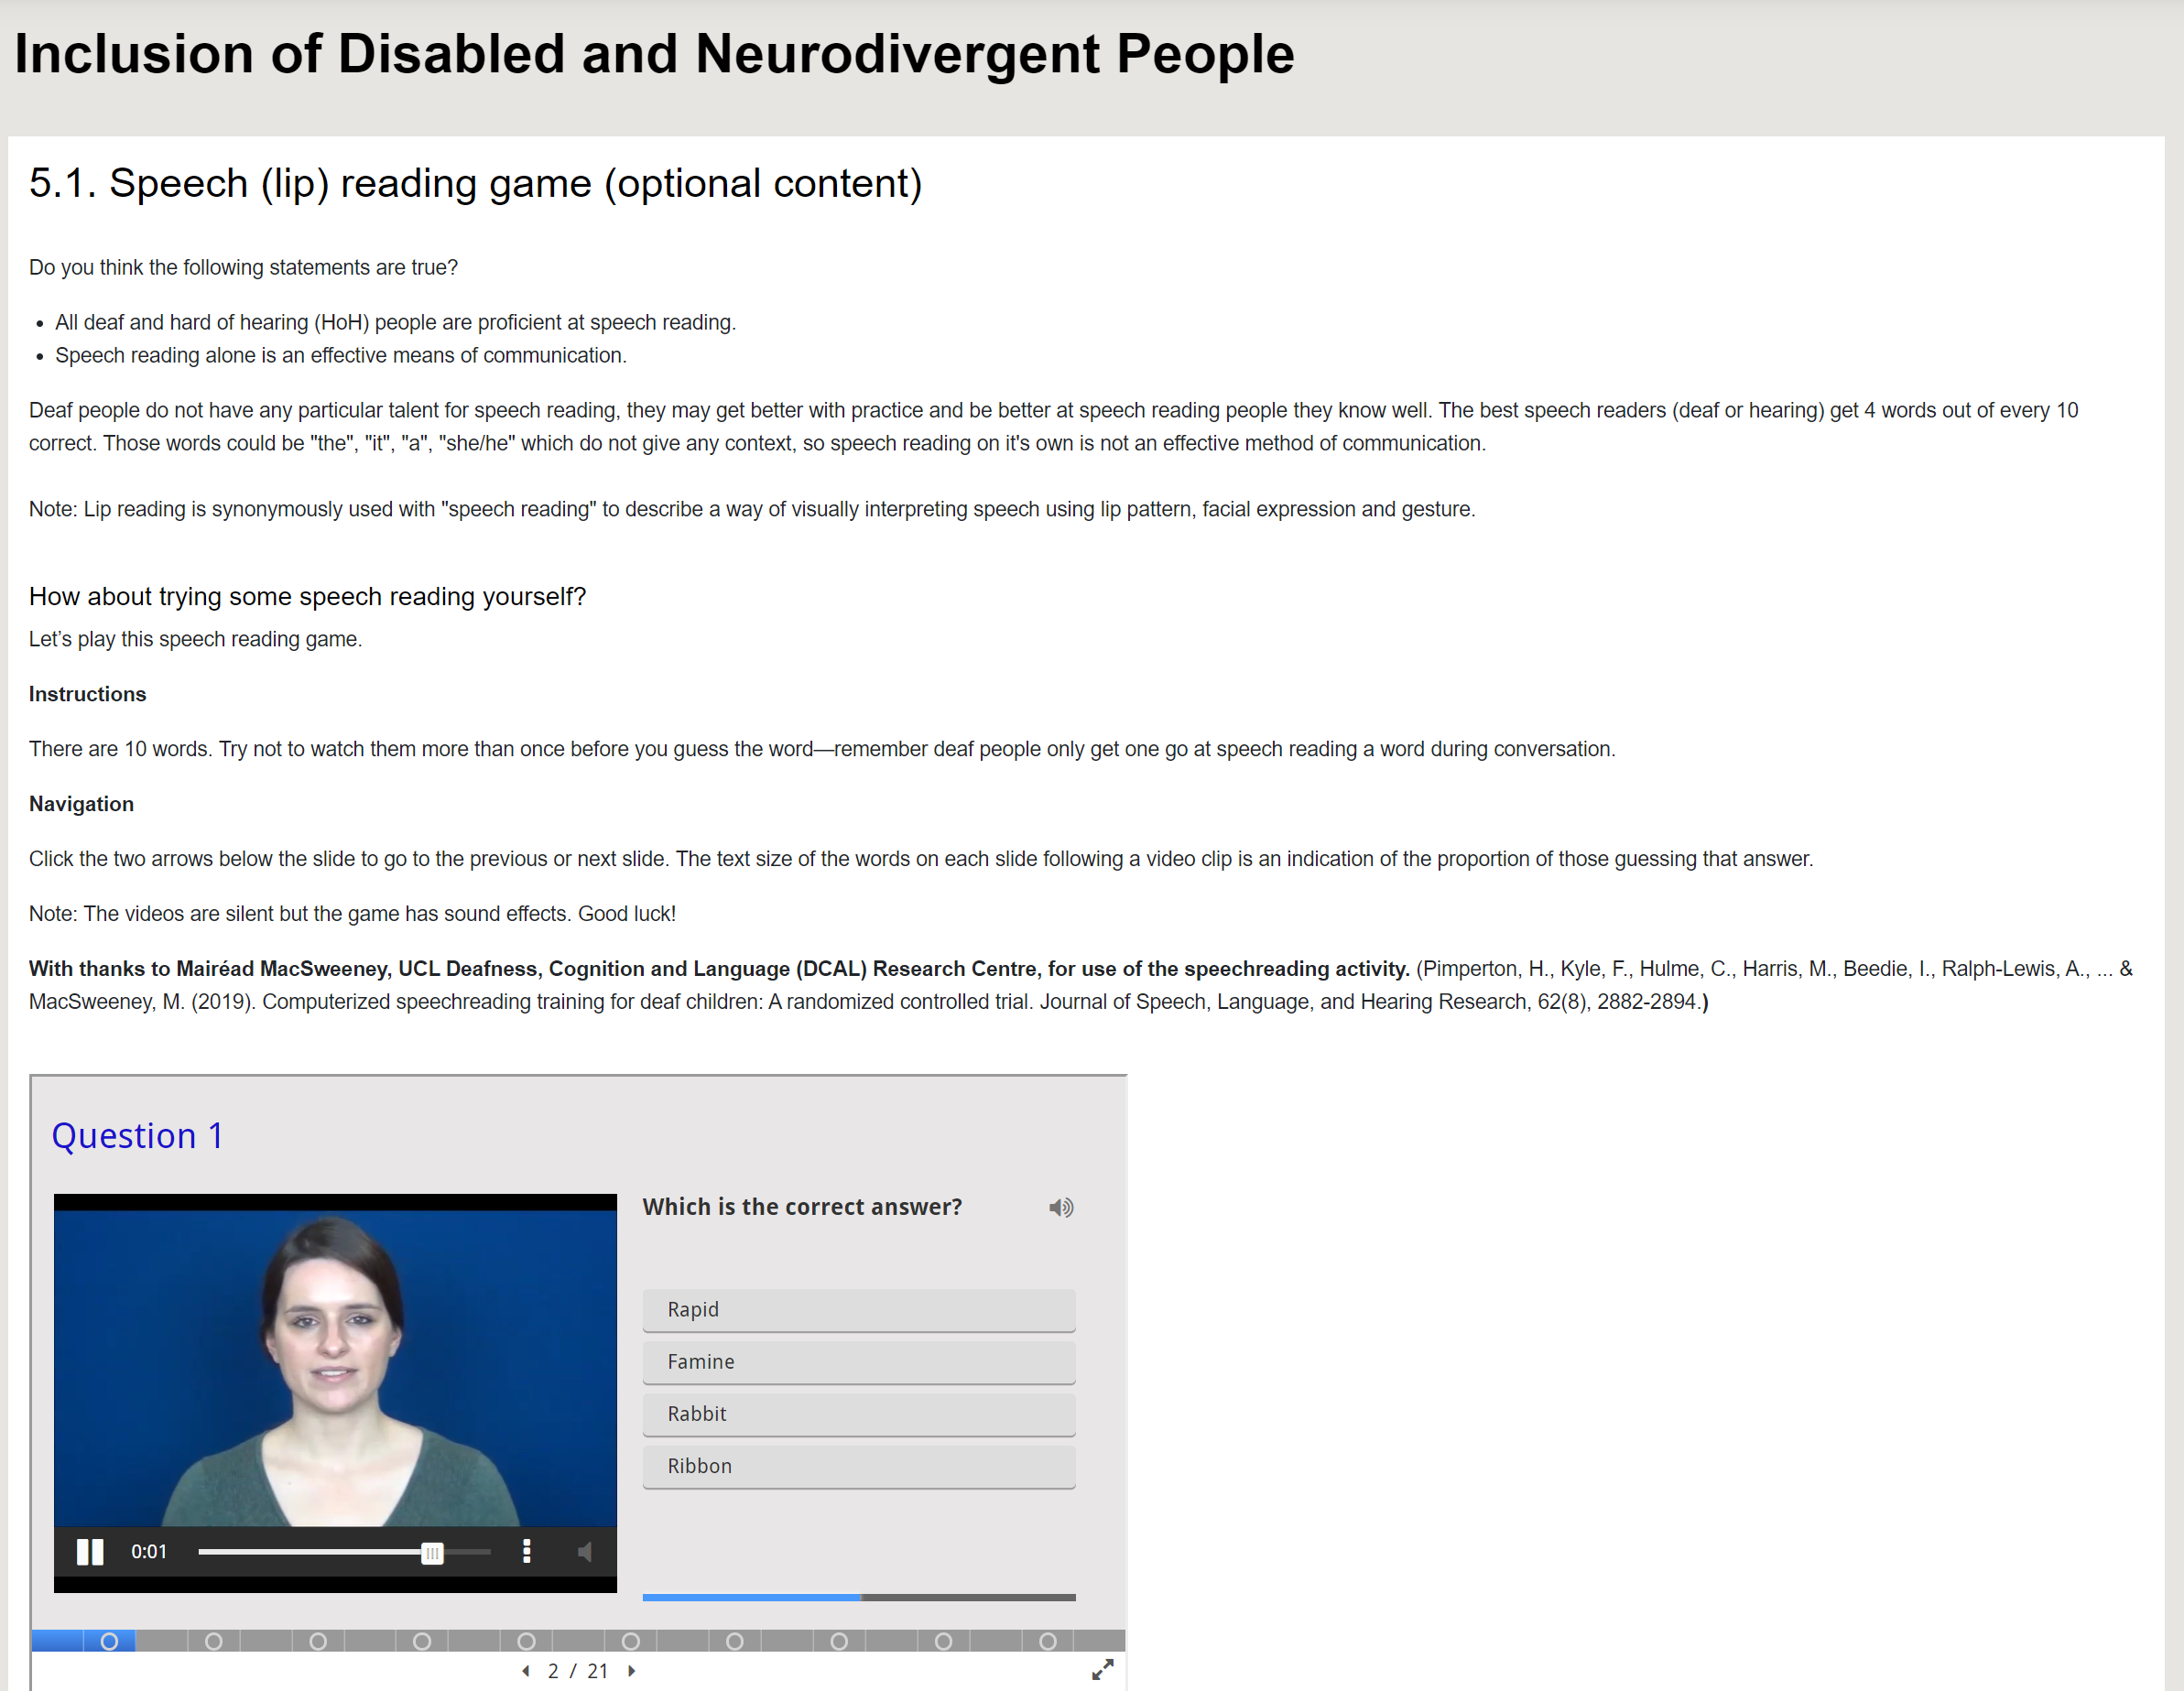 Inclusion of Disabled and Neurodivergent People
5.1. Speech (lip) reading game (optional content)
Do you think the following statements are true?
• All deaf and hard of hearing (HoH) people are proficient at speech reading.
• Speech reading alone is an effective means of communication.
Deaf people do not have any particular talent for speech reading, they may get better with practice and be better at speech reading people they know well. The best speech readers (deaf or hearing) get 4 words out of every 10
correct. Those words could be "the", "it", "a", "she/he" which do not give any context, so speech reading on it's own is not an effective method of communication.
Note: Lip reading is synonymously used with "speech reading" to describe a way of visually interpreting speech using lip pattern, facial expression and gesture.
How about trying some speech reading yourself?
Let’s play this speech reading game.
Instructions
There are 10 words. Try not to watch them more than once before you guess the word—remember deaf people only get one go at speech reading a word during conversation.
Navigation
Click the two arrows below the slide to go to the previous or next slide. The text size of the words on each slide following a video clip is an indication of the proportion of those guessing that answer.
Note: The videos are silent but the game has sound effects. Good luck!
With thanks to Mairéad MacSweeney, UCL Deafness, Cognition and Language (DCAL) Research Centre, for use of the speechreading activity. (Pimperton, H., Kyle, F., Hulme, C., Harris, M., Beedie, I., Ralph-Lewis, A., ... &
MacSweeney, M. (2019). Computerized speechreading training for deaf children: A randomized controlled trial. Journal of Speech, Language, and Hearing Research, 62(8), 2882-2894.)
Question 1
Which is the correct answer?
Rapid
Famine
Rabbit
Ribbon
0:01
2 / 21